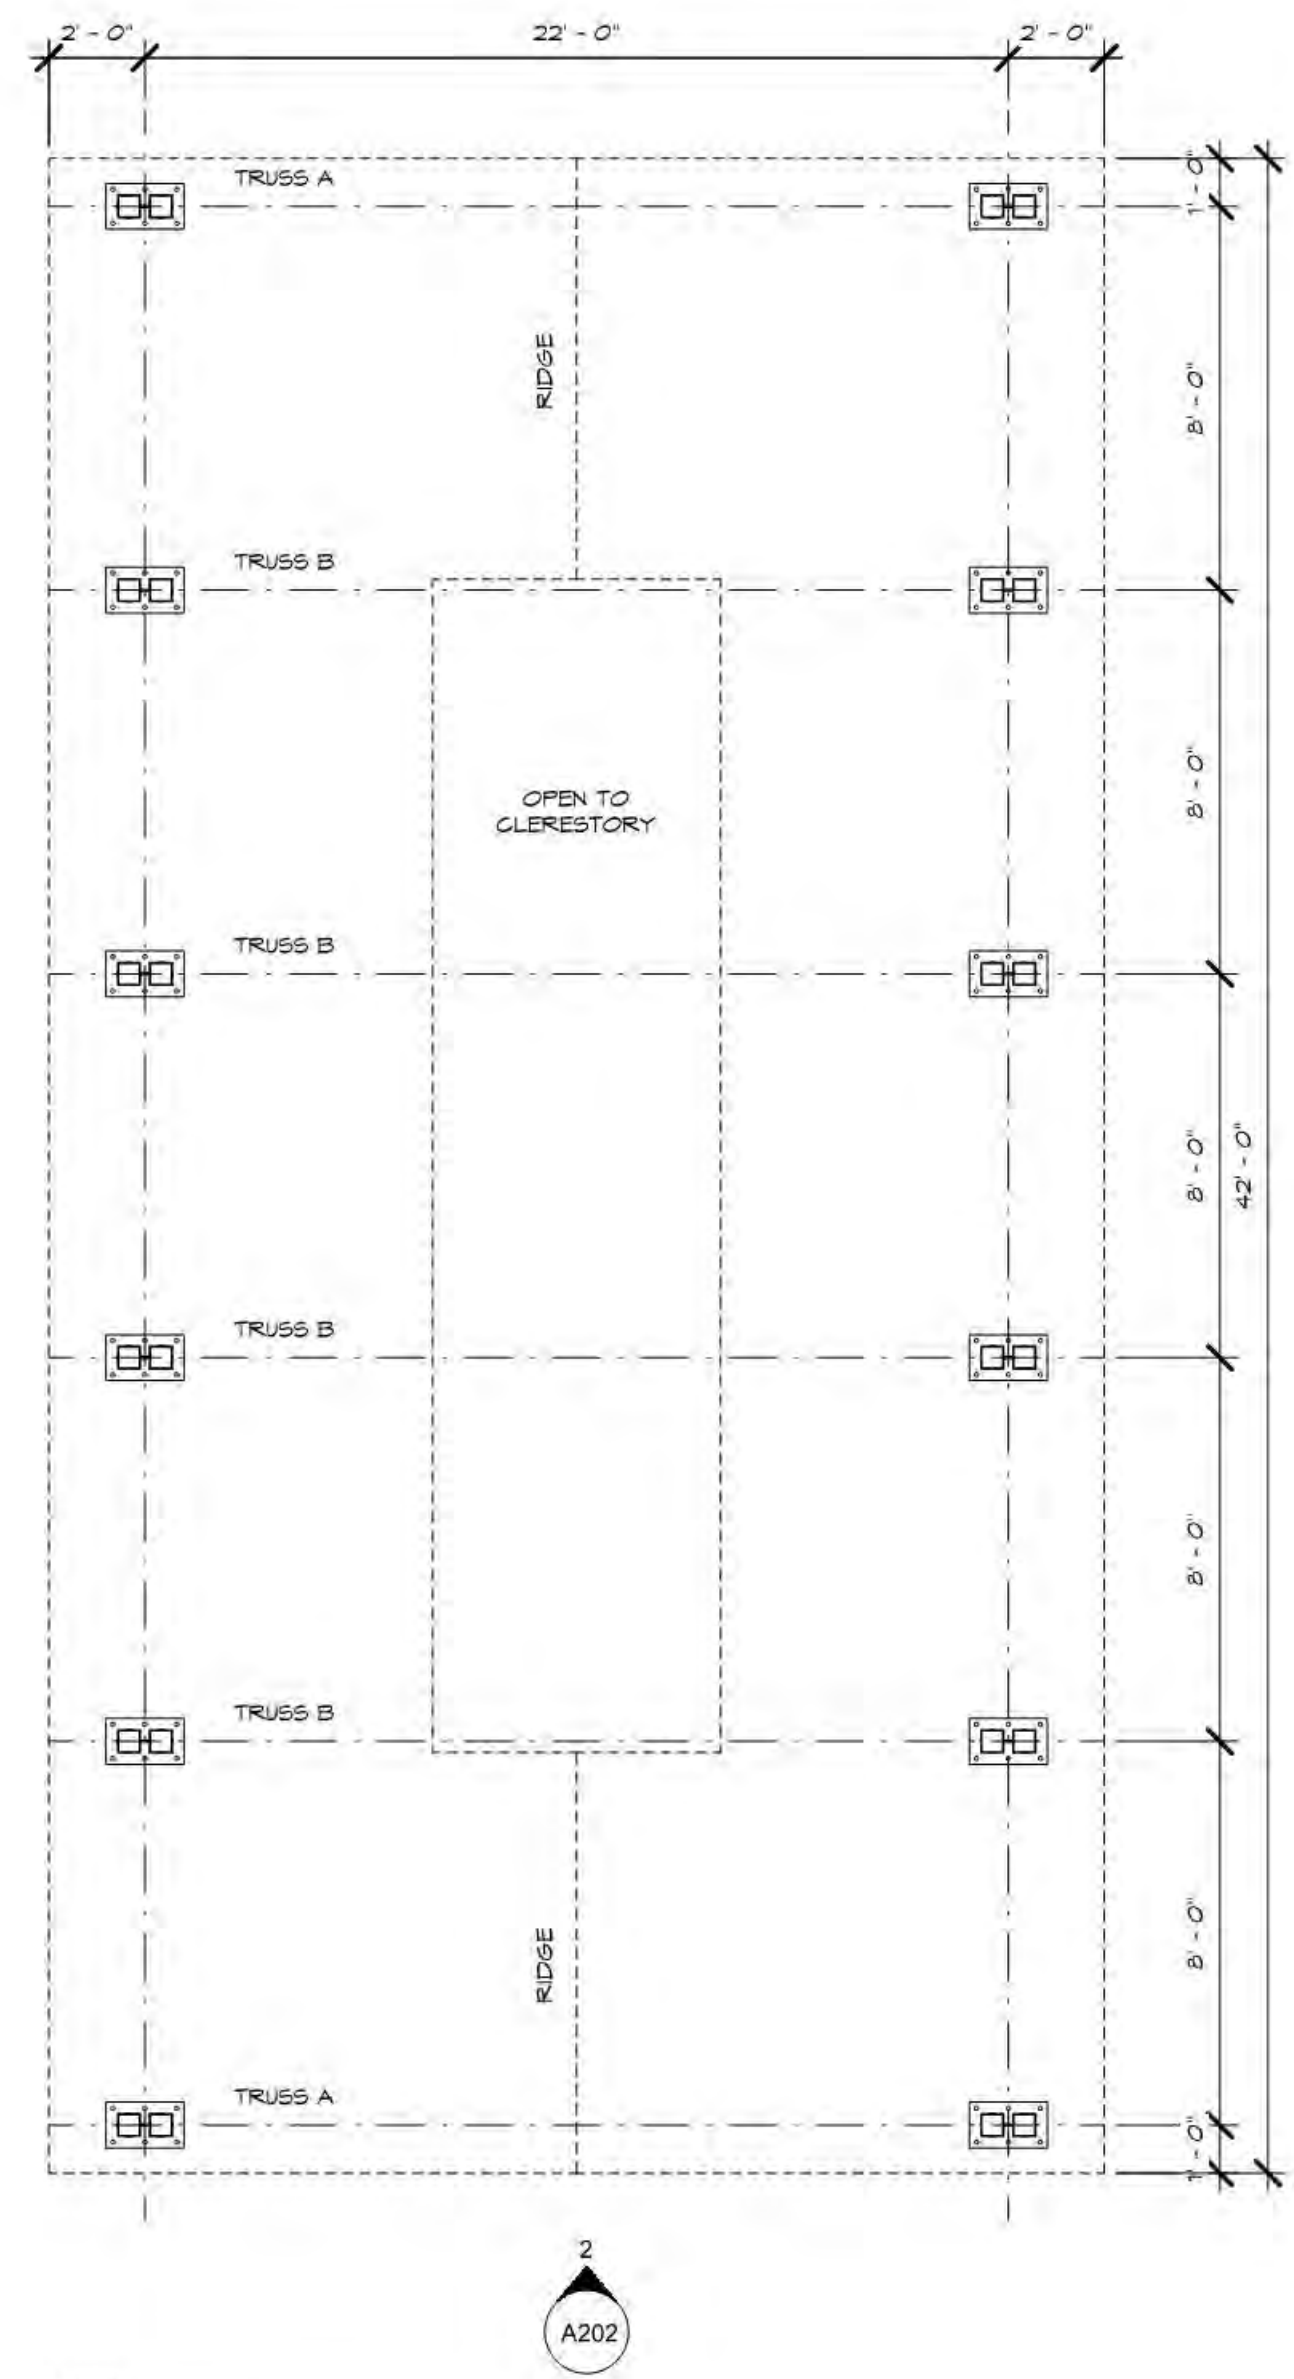 2' - 0"
22' - 0"
2' - 0"
TRUSS A
1' - 0"
RIDGE
8' - 0"
TRUSS B
8' - 0"
OPEN TO
CLERESTORY
TRUSS B
8' - 0"
42' - 0"
TRUSS B
8' - 0"
TRUSS B
RIDGE
8' - 0"
TRUSS A
1' - 0"
2
A202